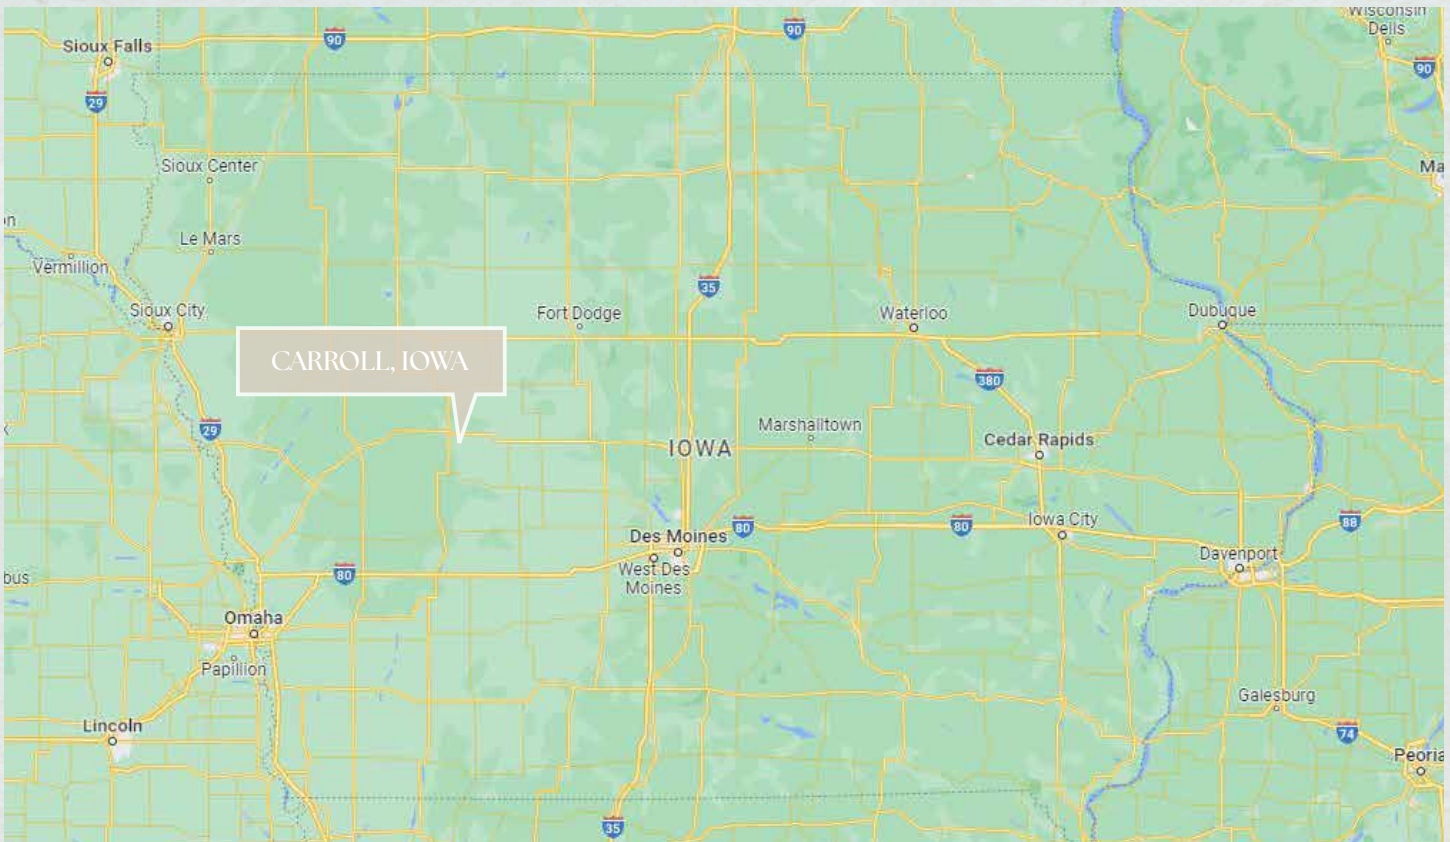 Wisconsin
Dells
90
90
Sioux Falls
90
29
Sioux Center
Ma
Le Mars
Vermillion
35
Sioux City
Fort Dodge
Waterloo
Dubuque
CARROLL, IOWA
380
29
Marshalltown
Cedar Rapids
IOWA
80
80
Iowa City
88
Des Moines
Davenport
West Des
Moines
80
bus
Omaha
Papillion
Galesburg
Lincoln
74
Peoria
35